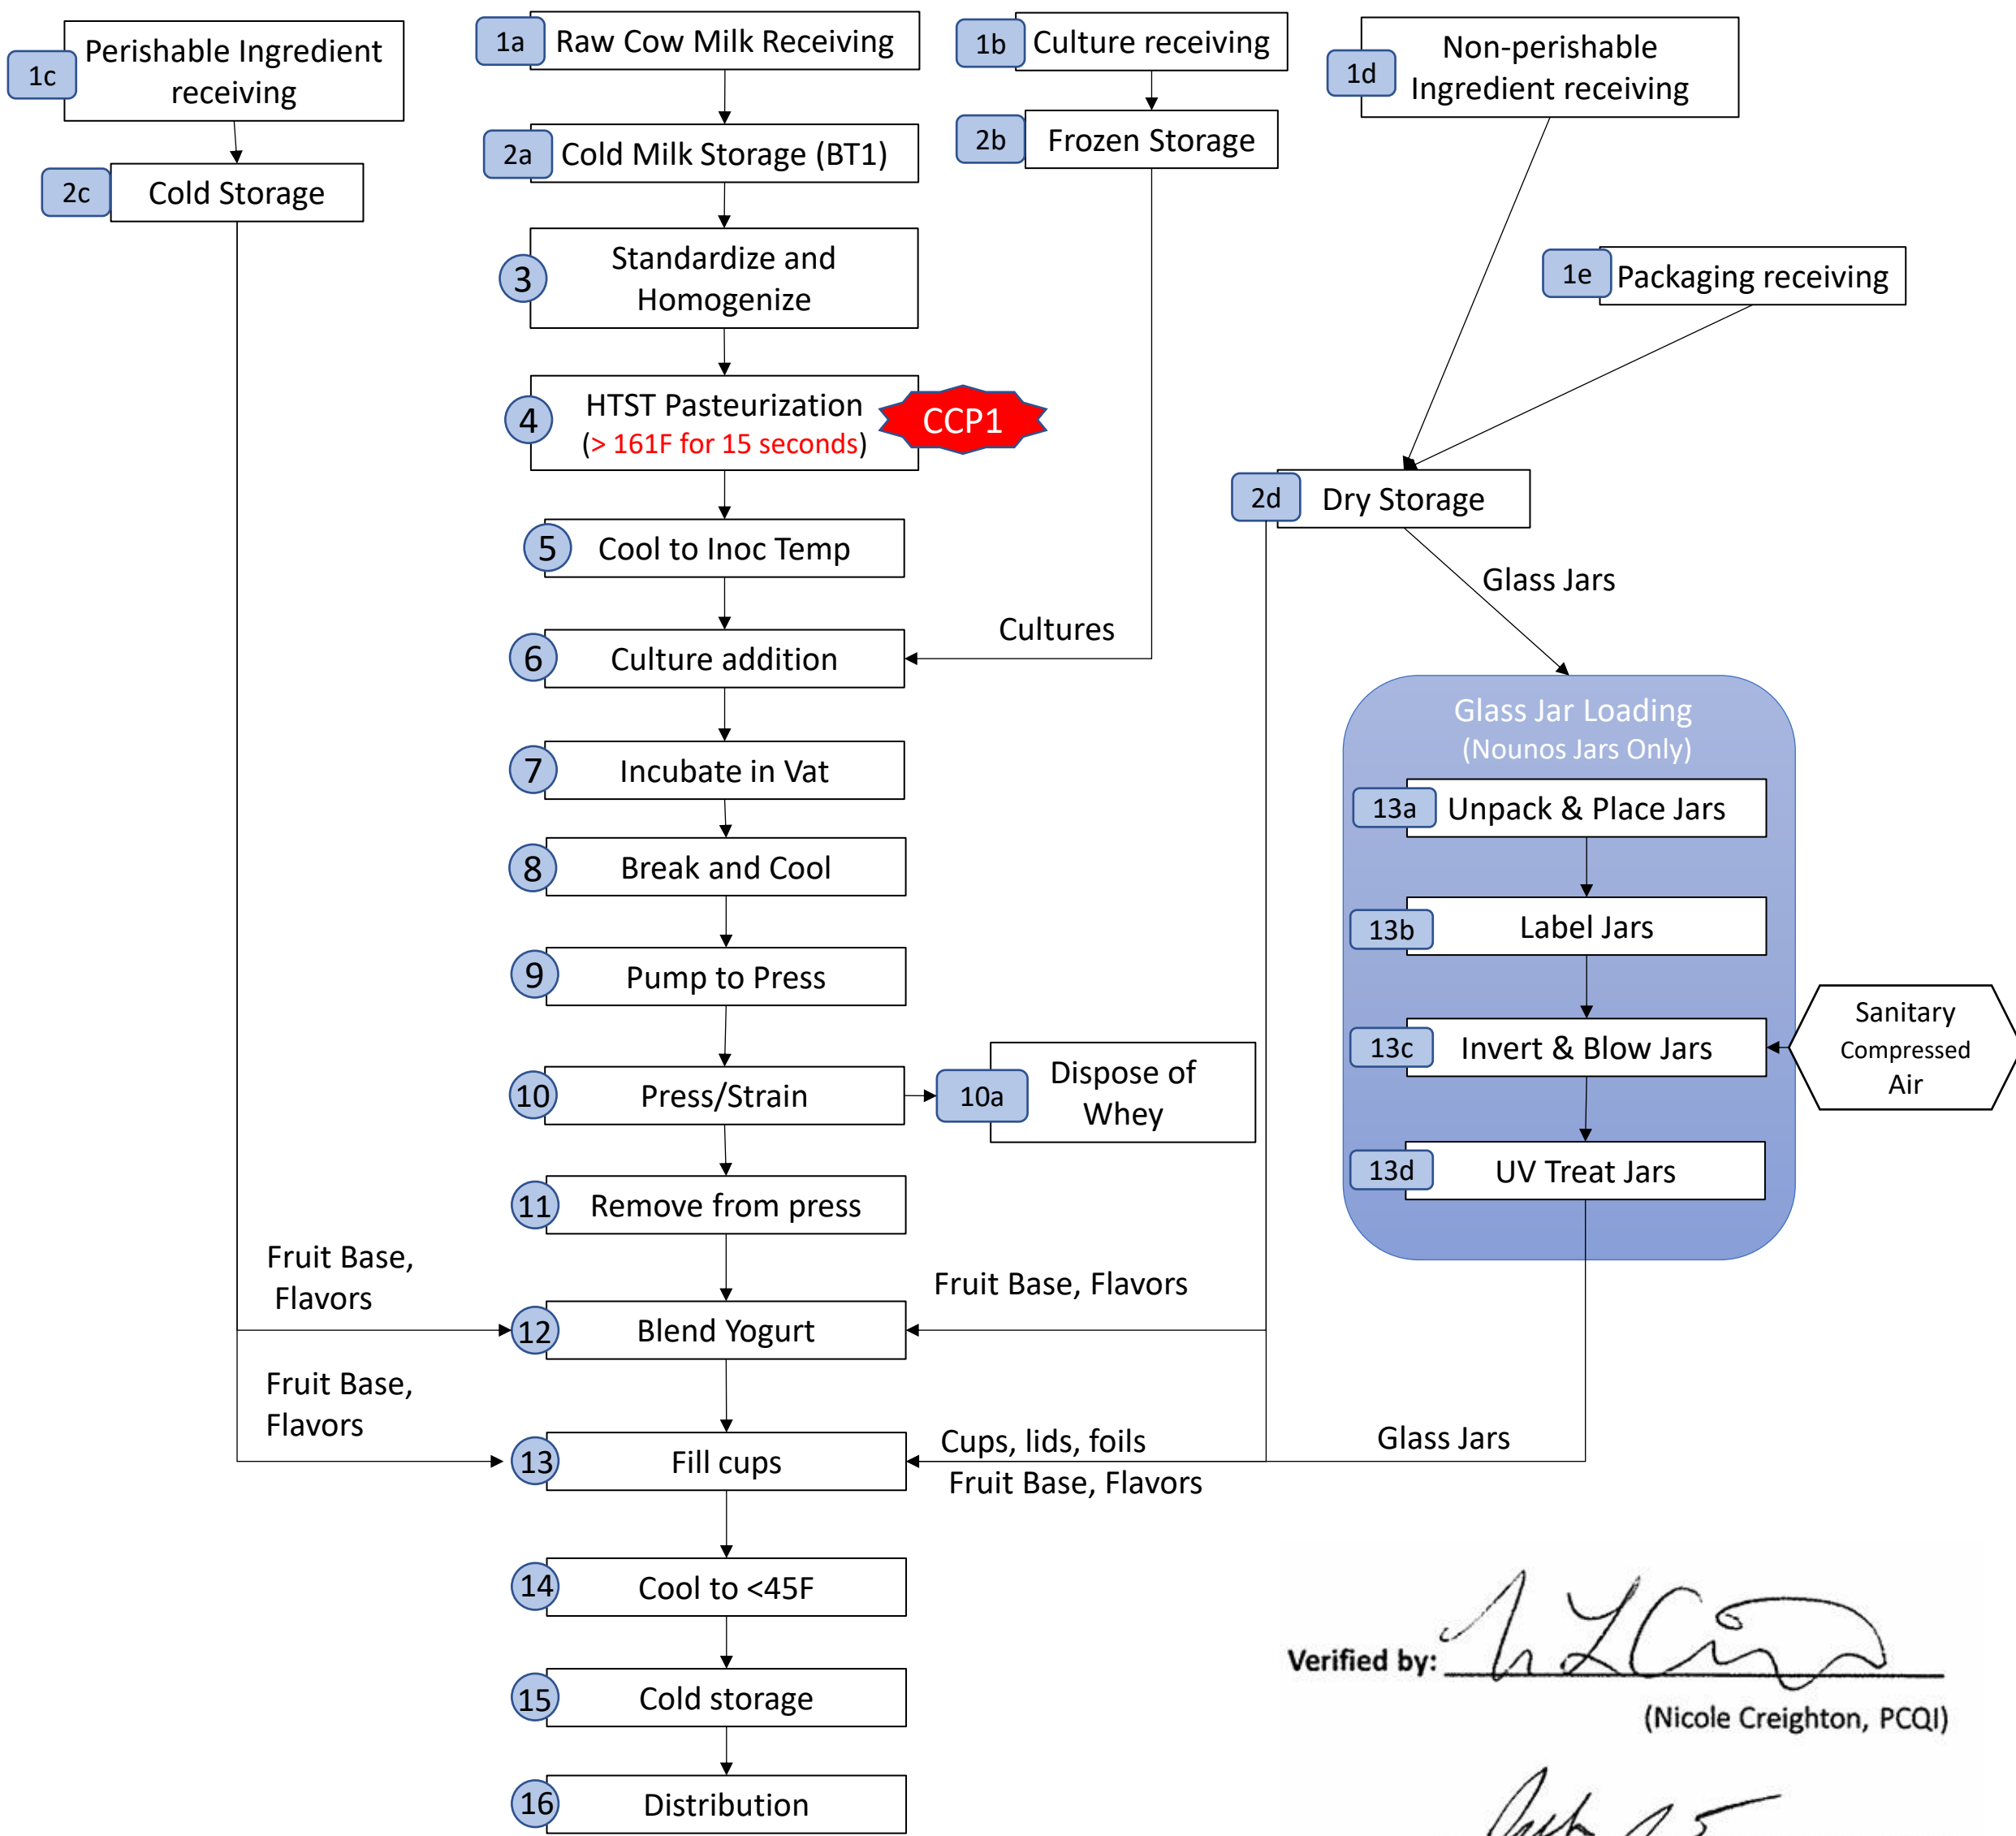 1c
Perishable Ingredient
receiving
1a
Raw Cow Milk Receiving
1b
Culture receiving
1d
Non-perishable
Ingredient receiving
2c
Cold Storage
2a
Cold Milk Storage (BT1)
2b
Frozen Storage
1e
Packaging receiving
3
Standardize and
Homogenize
4
HTST Pasteurization
(> 161F for 15 seconds)
CCP1
2d
Dry Storage
5
Cool to Inoc Temp
Glass Jars
6
Culture addition
Cultures
Glass Jar Loading
(Nounos Jars Only)
7
Incubate in Vat
13a
Unpack & Place Jars
8
Break and Cool
13b
Label Jars
9
Pump to Press
13c
Invert & Blow Jars
Sanitary
Compressed
Air
10
Press/Strain
10a
Dispose of
Whey
13d
UV Treat Jars
11
Remove from press
Fruit Base,
Flavors
12
Blend Yogurt
Fruit Base, Flavors
Fruit Base,
Flavors
13
Fill cups
Cups, lids, foils
Fruit Base, Flavors
Glass Jars
14
Cool to <45F
15
Cold storage
16
Distribution
Verified by:
(Nicole Creighton, PCQI)